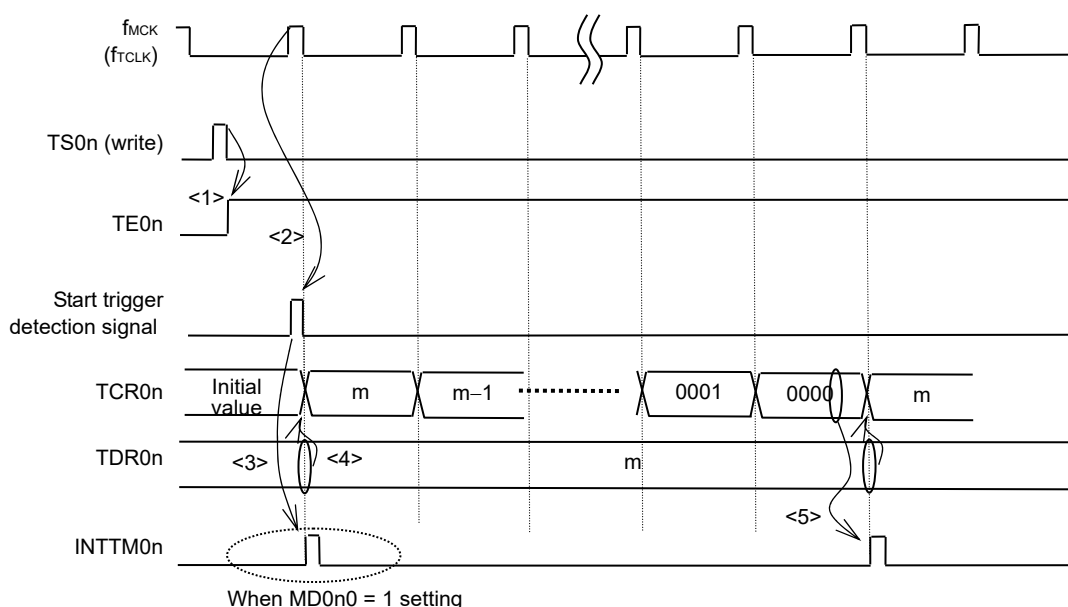 fMCK
(fTCLK)
TS0n (write)
<1>
TE0n
<2>
Start trigger
detection signal
TCR0n
Initial
value
m
m−1
0001
0000
m
TDR0n
<3>
<4>
m
<5>
INTTM0n
When MD0n0 = 1 setting